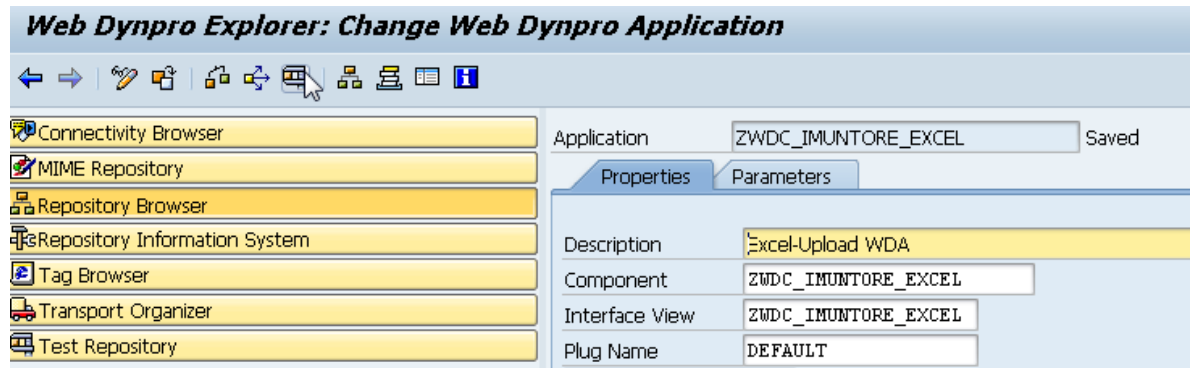 Web Dynpro Explorer: Change Web Dynpro Application
Connectivity Browser
MIME Repository
Repository Browser
Repository Information System
Tag Browser
Transport Organizer
Test Repository
Application ZWDC_IMUNTORE_EXCEL Saved
Properties Parameters
Description Excel-Upload WDA
Component ZWDC_IMUNTORE_EXCEL
Interface View ZWDC_IMUNTORE_EXCEL
Plug Name DEFAULT